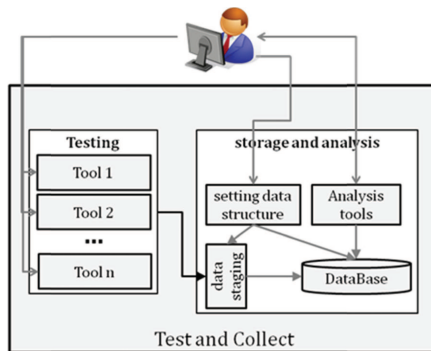 Testing
Tool 1
Tool 2
...
Tool n
storage and analysis
setting data
structure
Analysis
tools
data
staging
DataBase
Test and Collect